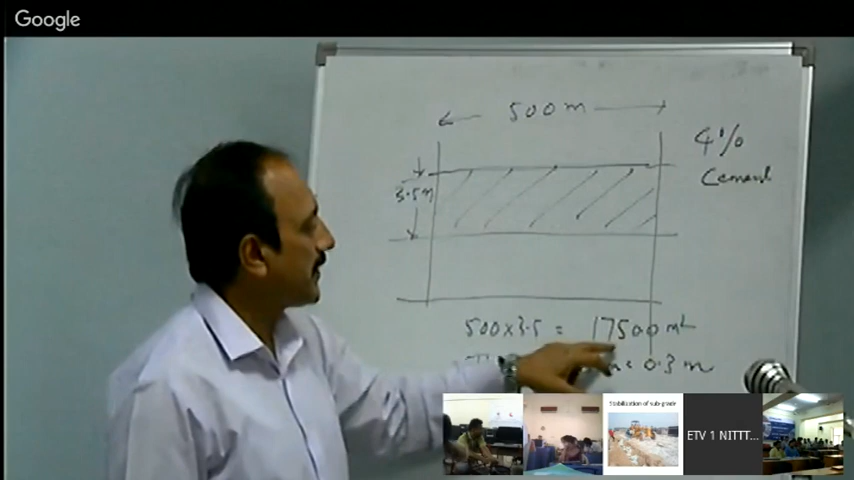 Google
500m
4%
Cement
3.5m
500x3.5 = 17500 m²
= 0.3 m
Stabilization of sub-grade
ETV 1 NITTT...